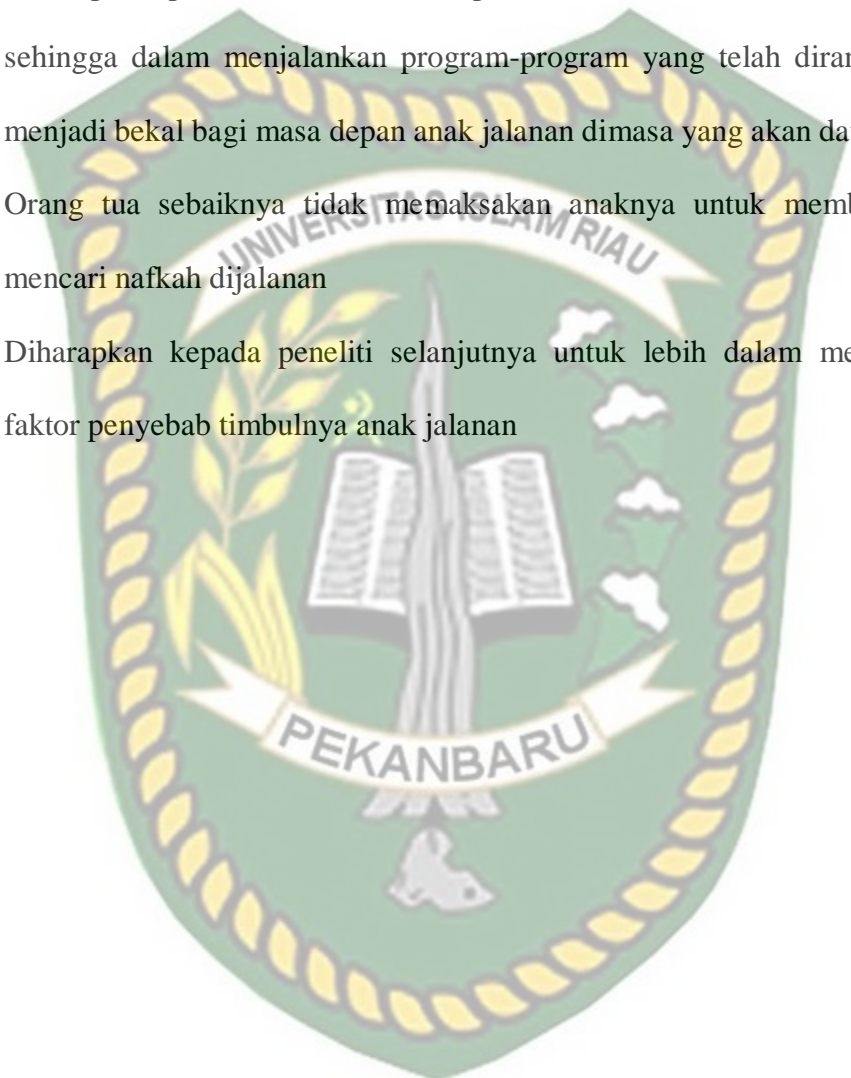 sehingga dalam menjalankan program-program yang telah diran
menjadi bekal bagi masa depan anak jalanan dimasa yang akan da
Orang tua sebaiknya tidak memaksakan anaknya untuk memb
mencari nafkah dijalanan
Diharapkan kepada peneliti selanjutnya untuk lebih dalam me
faktor penyebab timbulnya anak jalanan
UNIVERSITAS ISLAM RIAU
PEKANBARU